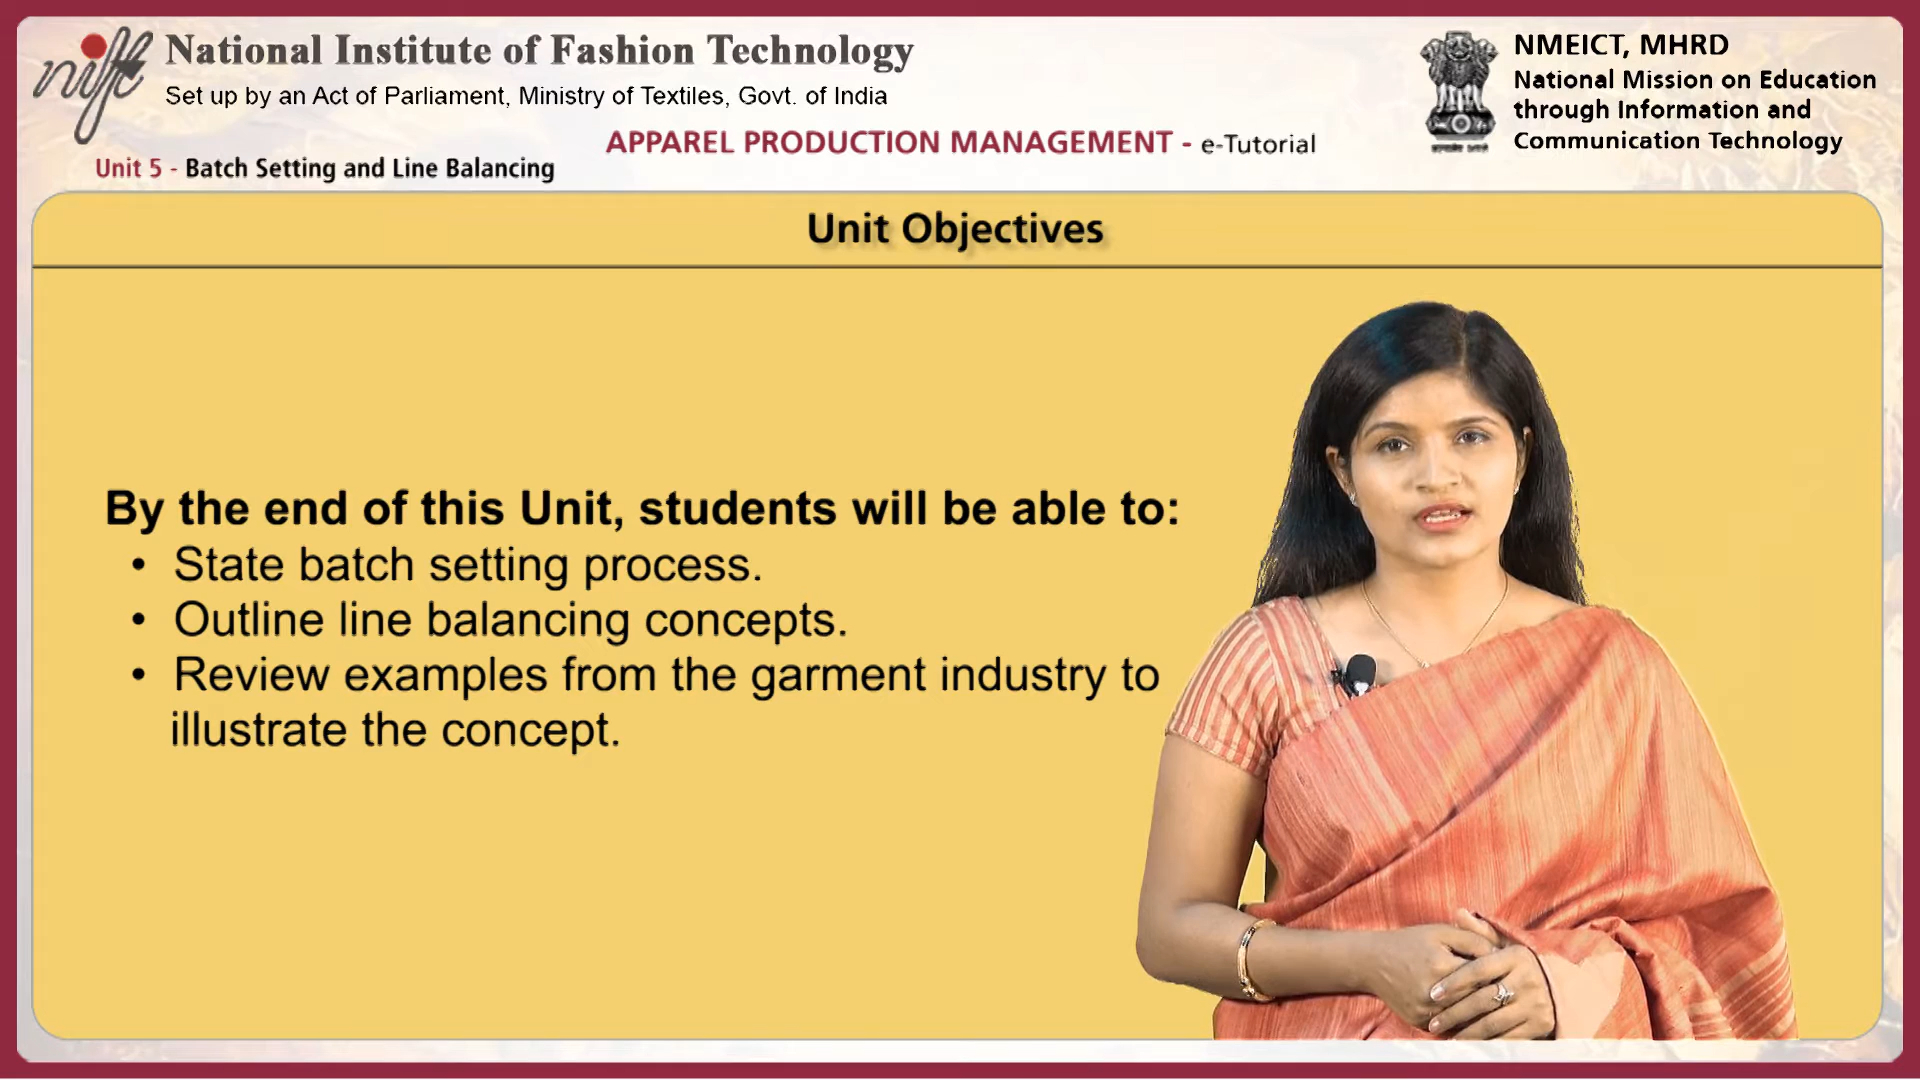 nift
National Institute of Fashion Technology
Set up by an Act of Parliament, Ministry of Textiles, Govt. of India
NMEICT, MHRD
National Mission on Education
through Information and
Communication Technology
APPAREL PRODUCTION MANAGEMENT - e-Tutorial
Unit 5 - Batch Setting and Line Balancing
Unit Objectives
By the end of this Unit, students will be able to:
• State batch setting process.
• Outline line balancing concepts.
• Review examples from the garment industry to
illustrate the concept.